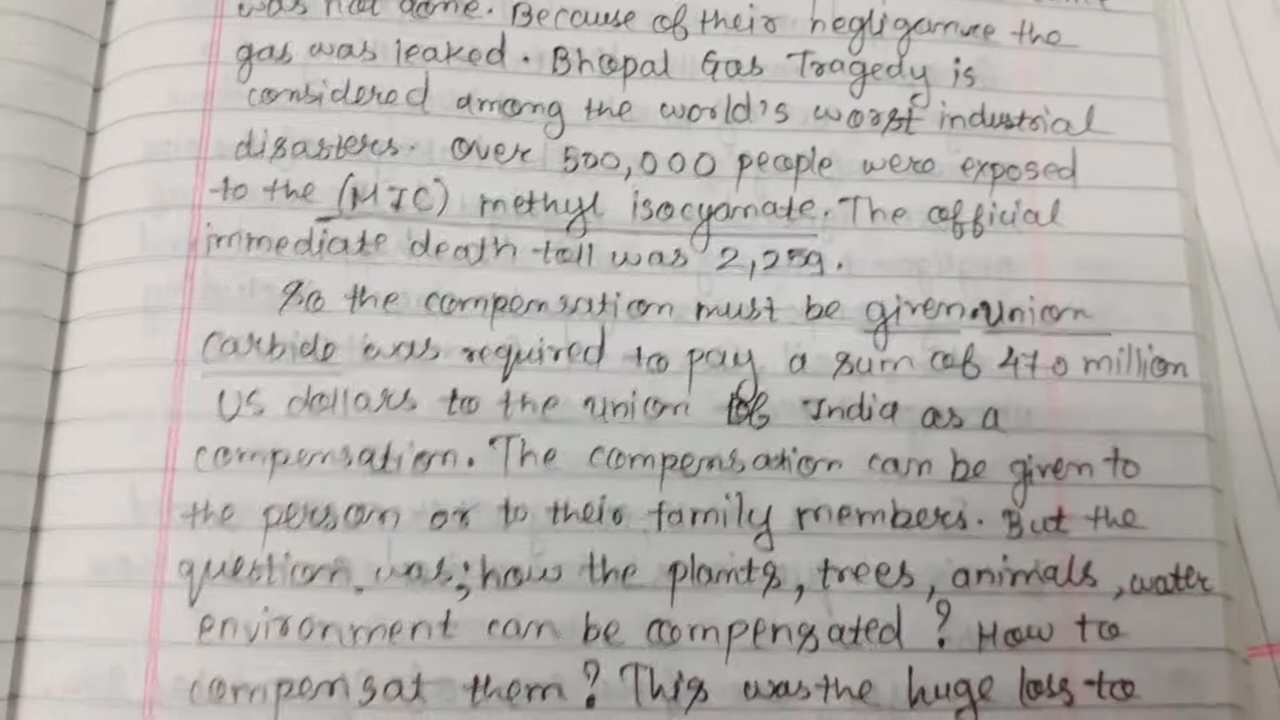 was not done. Because of their negligamce the
gas was leaked. Bhopal Gas Tragedy is
considered among the world's worst industrial
disasters. Over 500,000 people were exposed
to the (MIC) methyl isocyanate. The official
immediate death toll was 2,259.
So the compensation must be given. Union
Carbide was required to pay a sum of 470 million
US dollars to the union of India as a
compensation. The compensation can be given to
the person or to their family members. But the
question was; how the plants, trees, animals, water
environment can be compensated? How to
compensat them? This was the huge loss to